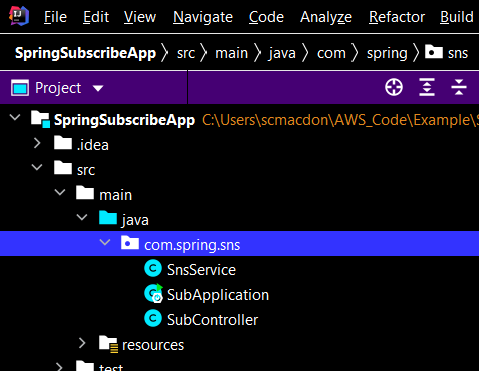 IJ File Edit View Navigate Code Analyze Refactor Build
SpringSubscribeApp src main java com spring sns
Project
SpringSubscribeApp C:\Users\scmacdon\AWS_Code\Example\S
.idea
src
main
java
com.spring.sns
C SnsService
C SubApplication
C SubController
resources
test